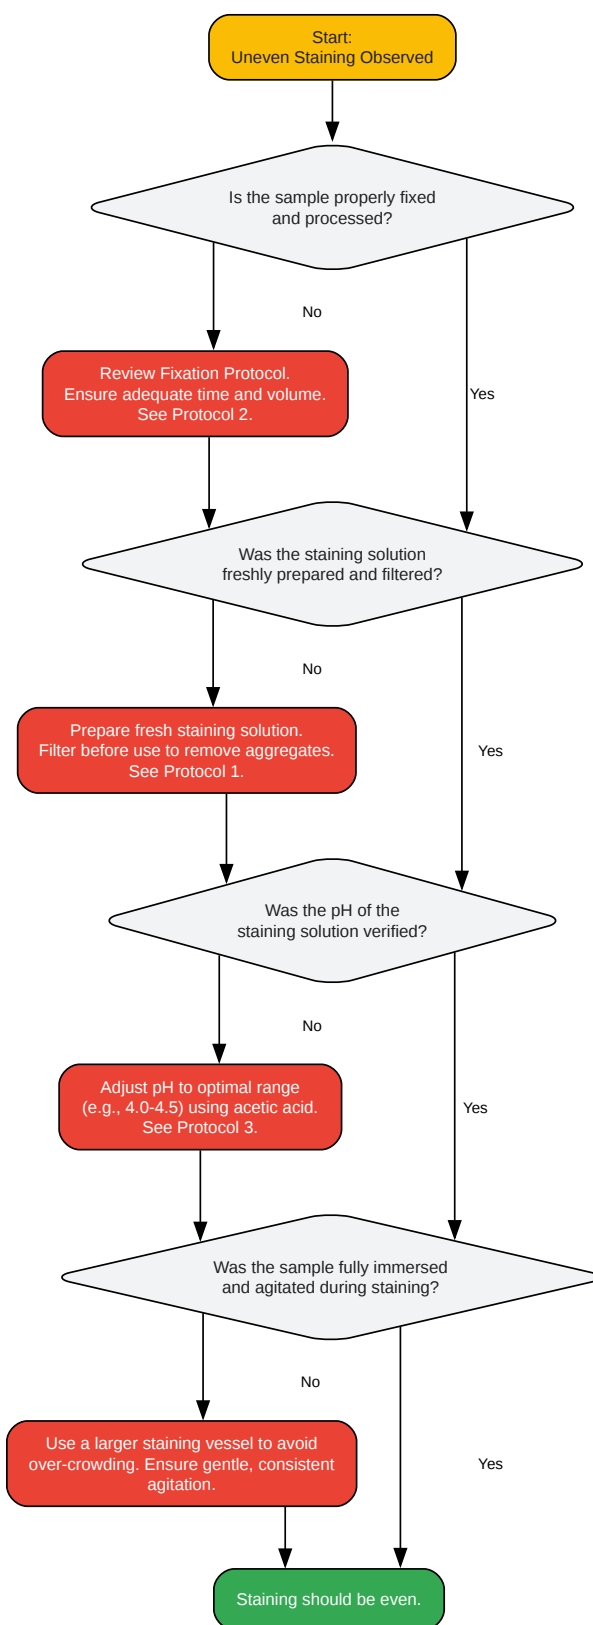 Start:
Uneven Staining Observed
Is the sample properly fixed
and processed?
No
Review Fixation Protocol.
Ensure adequate time and volume.
See Protocol 2.
Yes
Was the staining solution
freshly prepared and filtered?
No
Prepare fresh staining solution.
Filter before use to remove aggregates.
See Protocol 1.
Yes
Was the pH of the
staining solution verified?
No
Adjust pH to optimal range
(e.g., 4.0-4.5) using acetic acid.
See Protocol 3.
Yes
Was the sample fully immersed
and agitated during staining?
No
Use a larger staining vessel to avoid
over-crowding. Ensure gentle, consistent
agitation.
Yes
Staining should be even.